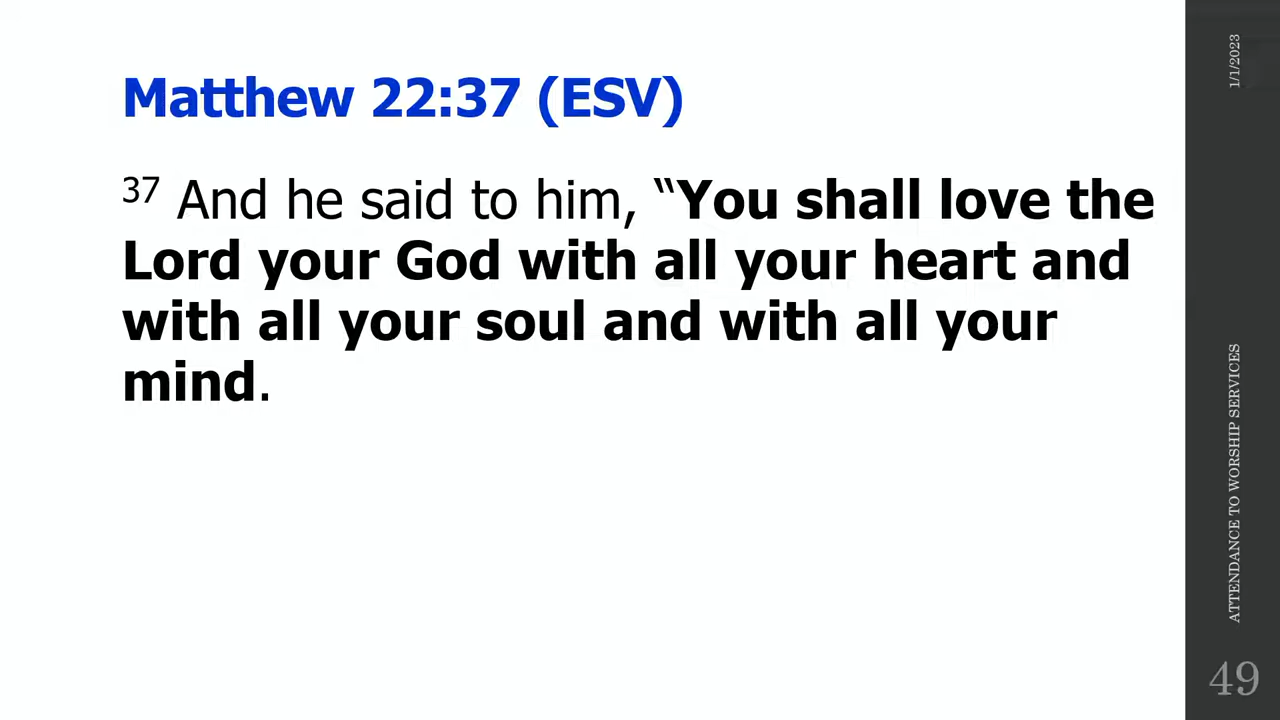 Matthew 22:37 (ESV)
37 And he said to him, “You shall love the
Lord your God with all your heart and
with all your soul and with all your
mind.
1/1/2023
ATTENDANCE TO WORSHIP SERVICES
49